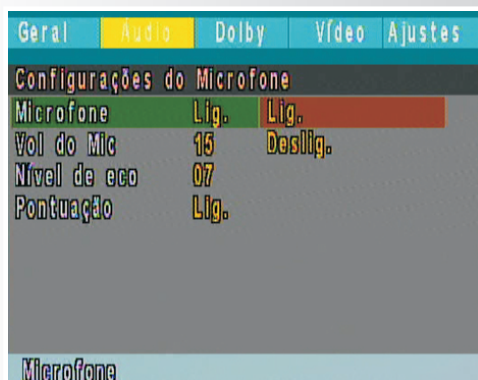 Geral Áudio Dolby Vídeo Ajustes
Configurações do Microfone
Microfone Lig. Lig.
Vol do Mic 15 Deslig.
Nível de eco 07
Pontuação Lig.
Microfone